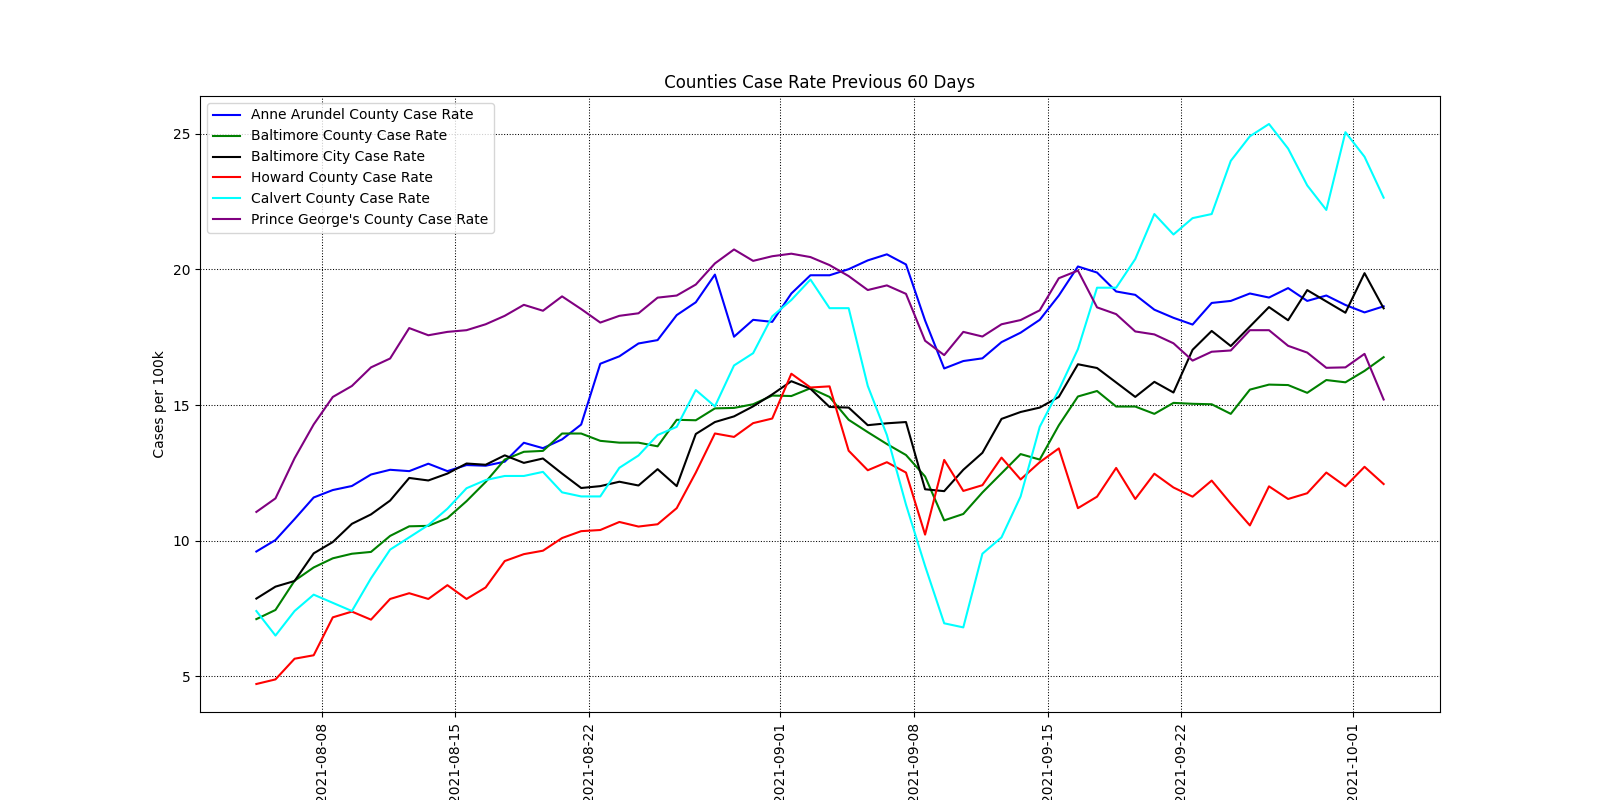 Counties Case Rate Previous 60 Days
Anne Arundel County Case Rate
Baltimore County Case Rate
Baltimore City Case Rate
Howard County Case Rate
Calvert County Case Rate
Prince George's County Case Rate
25
20
15
10
5
Cases per 100k
2021-08-08
2021-08-15
2021-08-22
2021-09-01
2021-09-08
2021-09-15
2021-09-22
2021-10-01